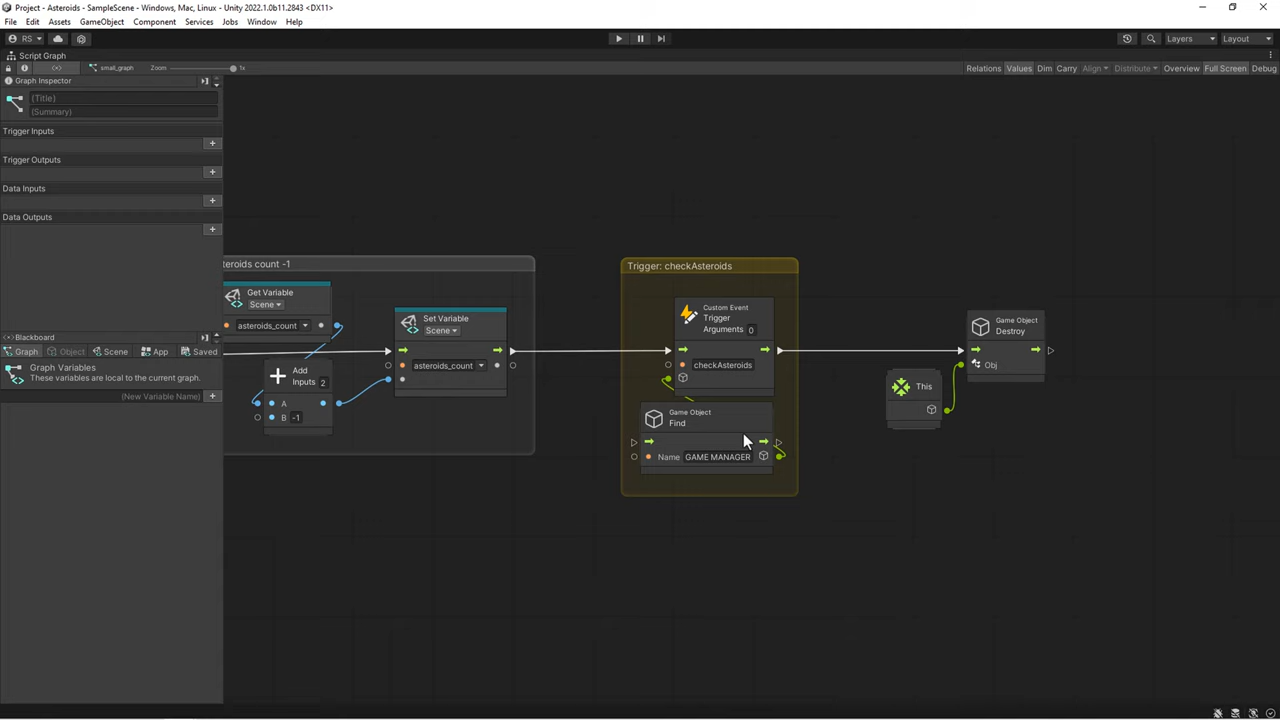 Project - Asteroids - SampleScene - Windows, Mac, Linux - Unity 2022.1.0b11.2843 <DX11>
File Edit Assets GameObject Component Services Jobs Window Help
RS Layers Layout
Script Graph
small_graph Zoom 1x Relations Values Dim Carry Align Distribute Overview Full Screen Debug
Graph Inspector
(Title)
(Summary)
Trigger Inputs
Trigger Outputs
Data Inputs
Data Outputs
Blackboard
Graph Object Scene App Saved
Graph Variables
These variables are local to the current graph.
(New Variable Name)
teroids count -1
Get Variable
Scene
asteroids_count
Add
Inputs 2
A
B -1
Set Variable
Scene
asteroids_count
Trigger: checkAsteroids
Custom Event
Trigger
Arguments 0
checkAsteroids
Game Object
Find
Name GAME MANAGER
This
Game Object
Destroy
Obj